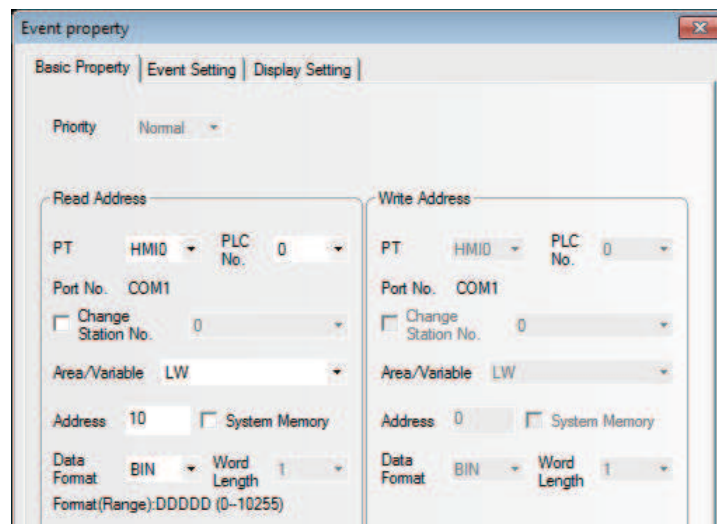 Event property
Basic Property Event Setting Display Setting
Priority Normal
Read Address
PT HMI0 PLC No. 0
Port No. COM1
Change Station No. 0
Area/Variable LW
Address 10 System Memory
Data Format BIN Word Length 1
Format(Range):DDDDD (0--10255)
Write Address
PT HMI0 PLC No. 0
Port No. COM1
Change Station No. 0
Area/Variable LW
Address 0 System Memory
Data Format BIN Word Length 1